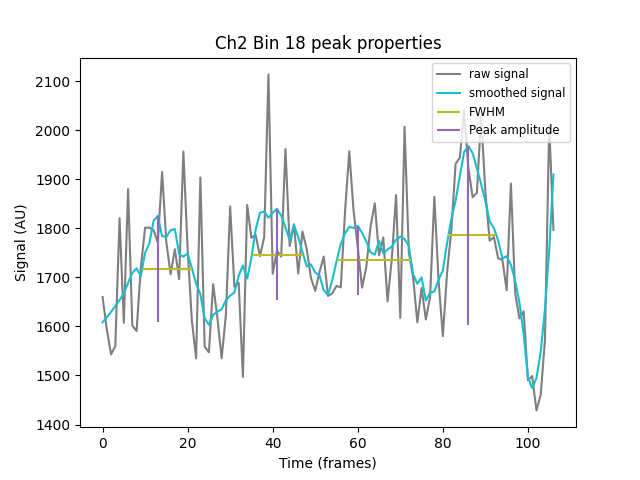 Ch2 Bin 18 peak properties
raw signal
smoothed signal
FWHM
Peak amplitude
2100
2000
1900
1800
1700
1600
1500
1400
Signal (AU)
0 20 40 60 80 100
Time (frames)